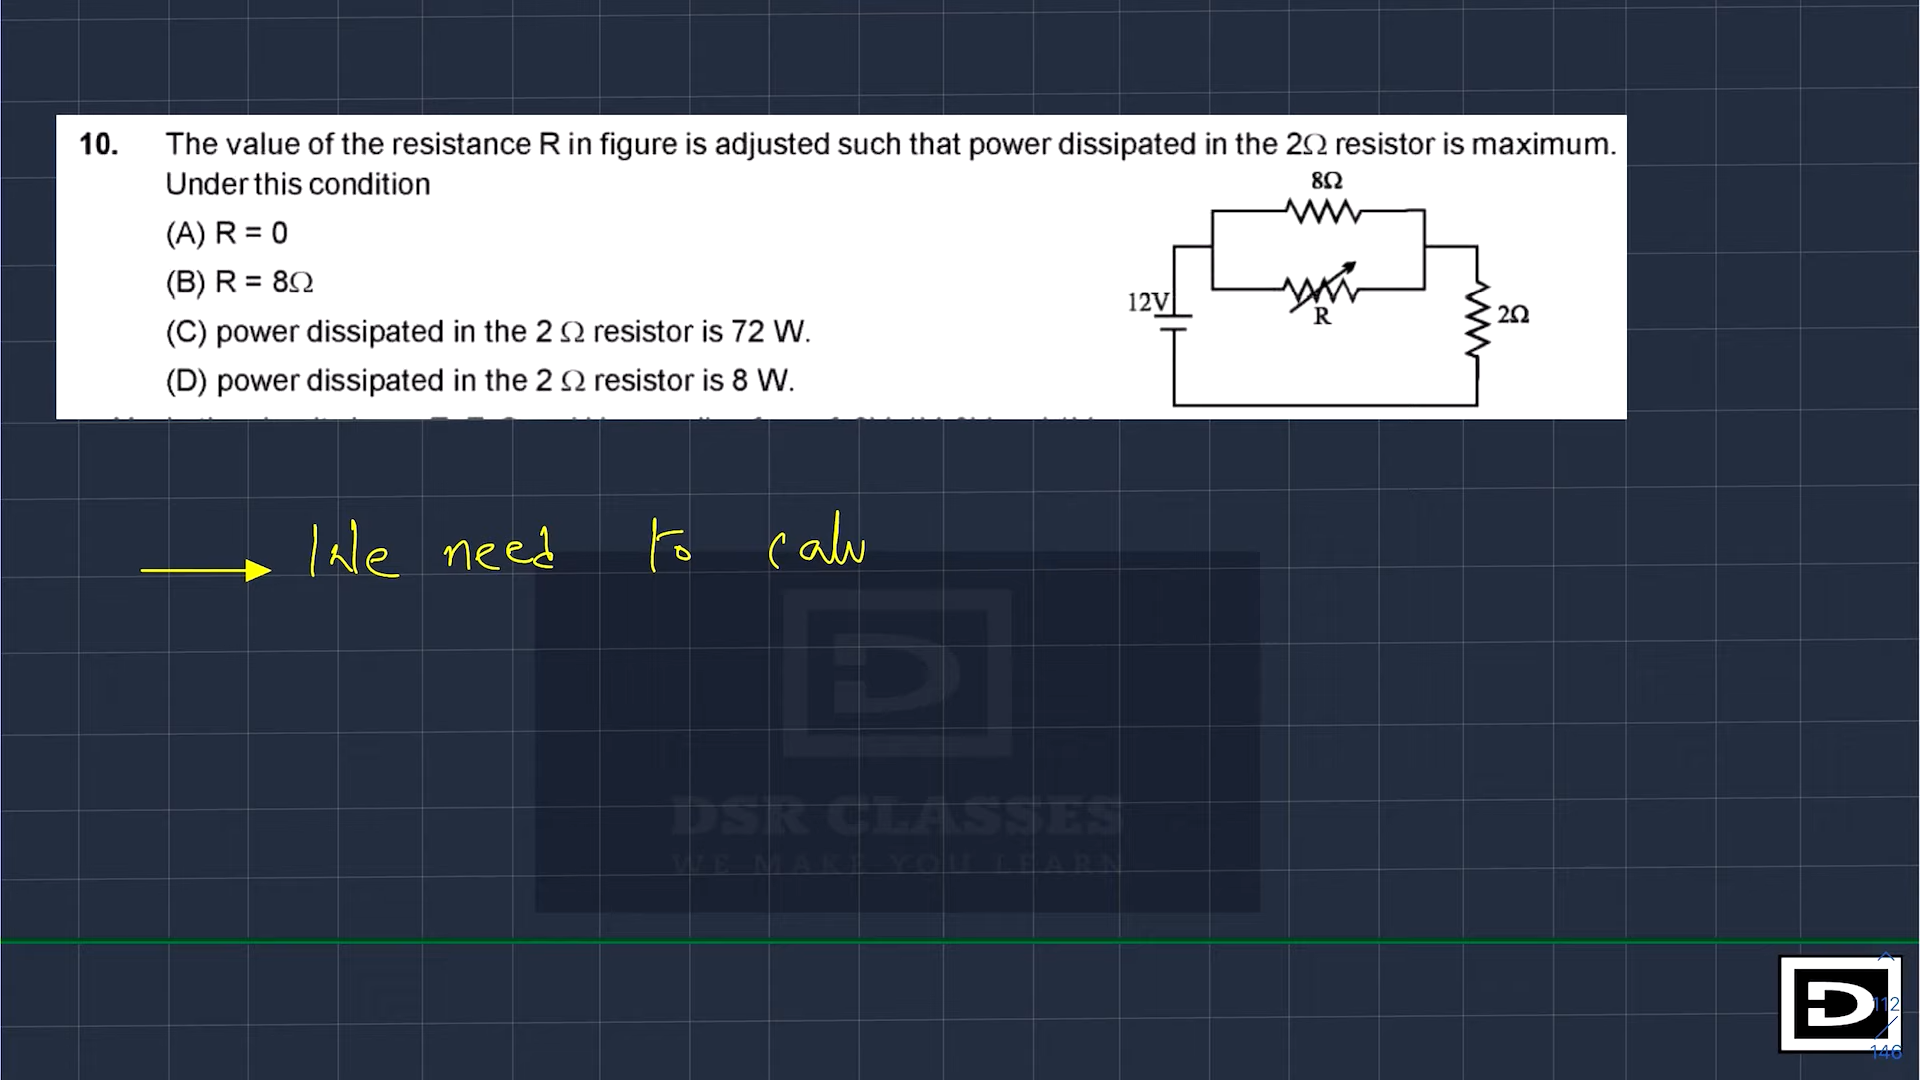 10. The value of the resistance R in figure is adjusted such that power dissipated in the 2Ω resistor is maximum.
Under this condition
8Ω
(A) R = 0
(B) R = 8Ω
12V
R
2Ω
(C) power dissipated in the 2 Ω resistor is 72 W.
(D) power dissipated in the 2 Ω resistor is 8 W.
We need to calu
D
DSR CLASSES
WE MAKE YOU LEARN
D
112
146